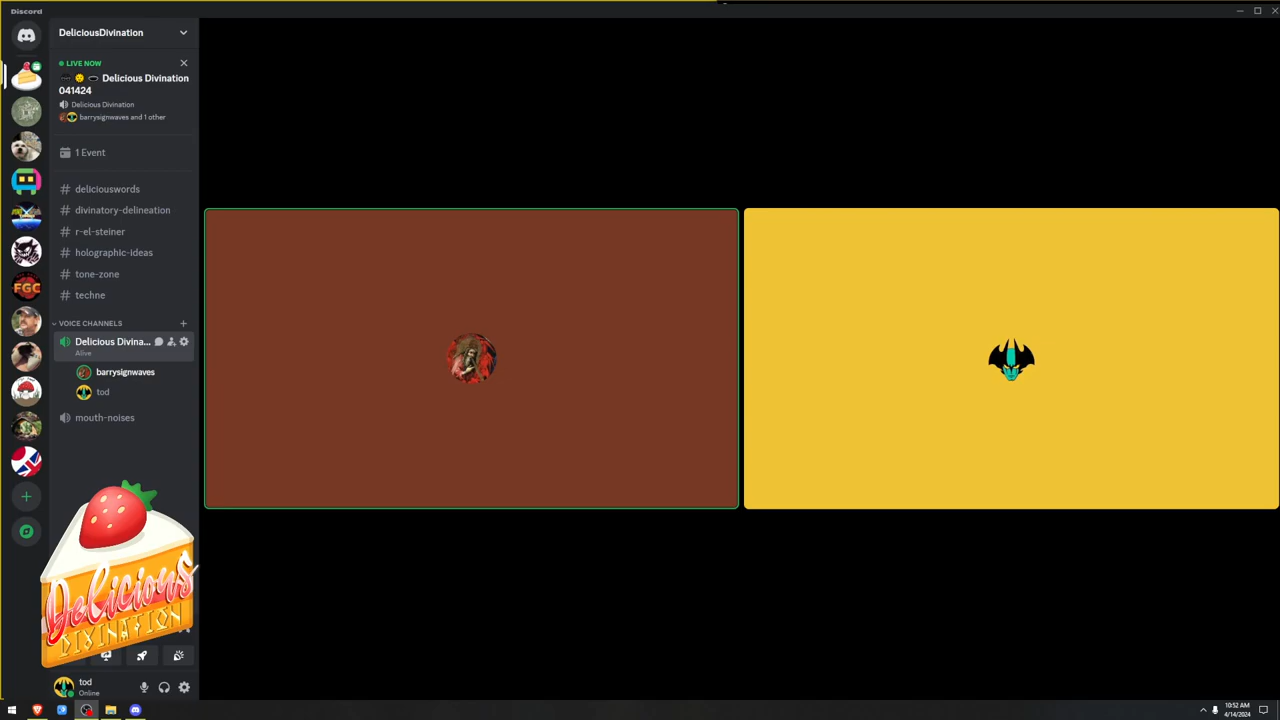 Discord
DeliciousDivination
LIVE NOW
Delicious Divination
041424
Delicious Divination
barrysignwaves and 1 other
1 Event
# deliciouswords
# divinatory-delineation
# r-el-steiner
# holographic-ideas
# tone-zone
# techne
VOICE CHANNELS
Delicious Divina...
Alive
barrysignwaves
tod
mouth-noises
FGC
Delicious
DIVINATION
tod
Online
10:52 AM
4/14/2024